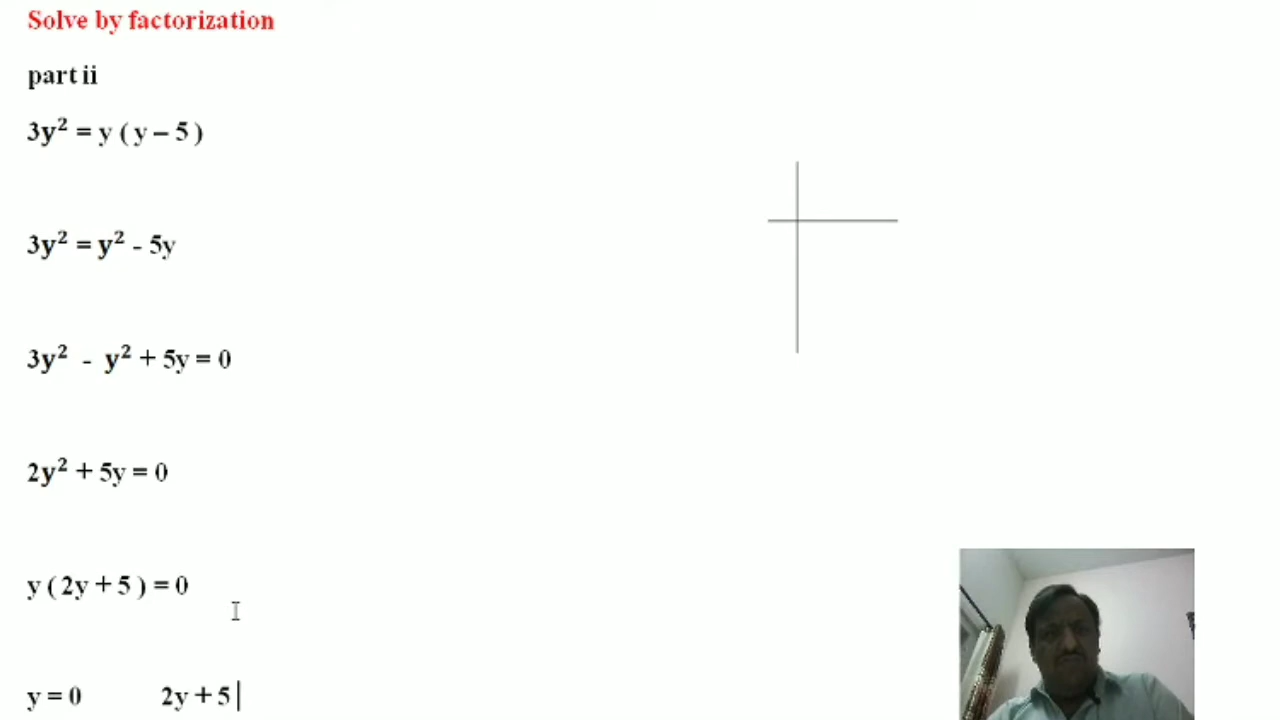 Solve by factorization
part ii
3y² = y ( y – 5 )
3y² = y² - 5y
3y² - y² + 5y = 0
2y² + 5y = 0
y ( 2y + 5 ) = 0
y = 0 2y + 5